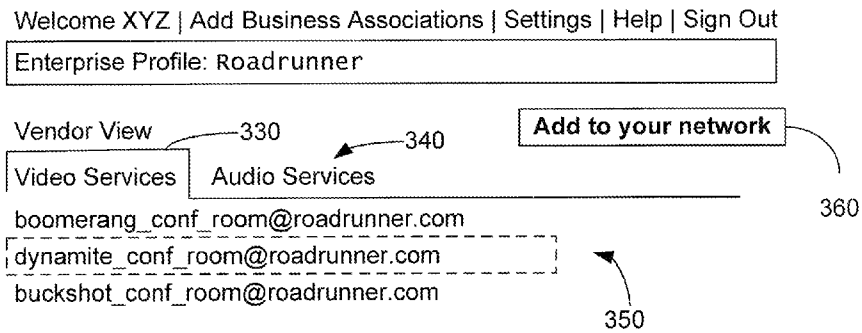 Welcome XYZ | Add Business Associations | Settings | Help | Sign Out
Enterprise Profile: Roadrunner
Vendor View 330 340 Add to your network
Video Services Audio Services
360
boomerang_conf_room@roadrunner.com
dynamite_conf_room@roadrunner.com
buckshot_conf_room@roadrunner.com
350